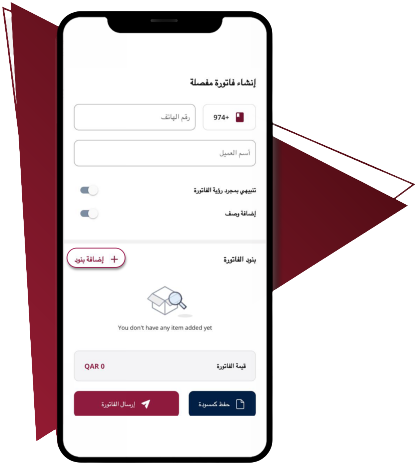 إنشاء فاتورة مفصلة
974+
رقم الهاتف
أسم العميل
تنبيهي بمجرد رؤية الفاتورة
إضافة وصف
بنود الفاتورة
إضافة بنود
You don't have any item added yet
قيمة الفاتورة
QAR 0
حفظ كمسودة
إرسال الفاتورة